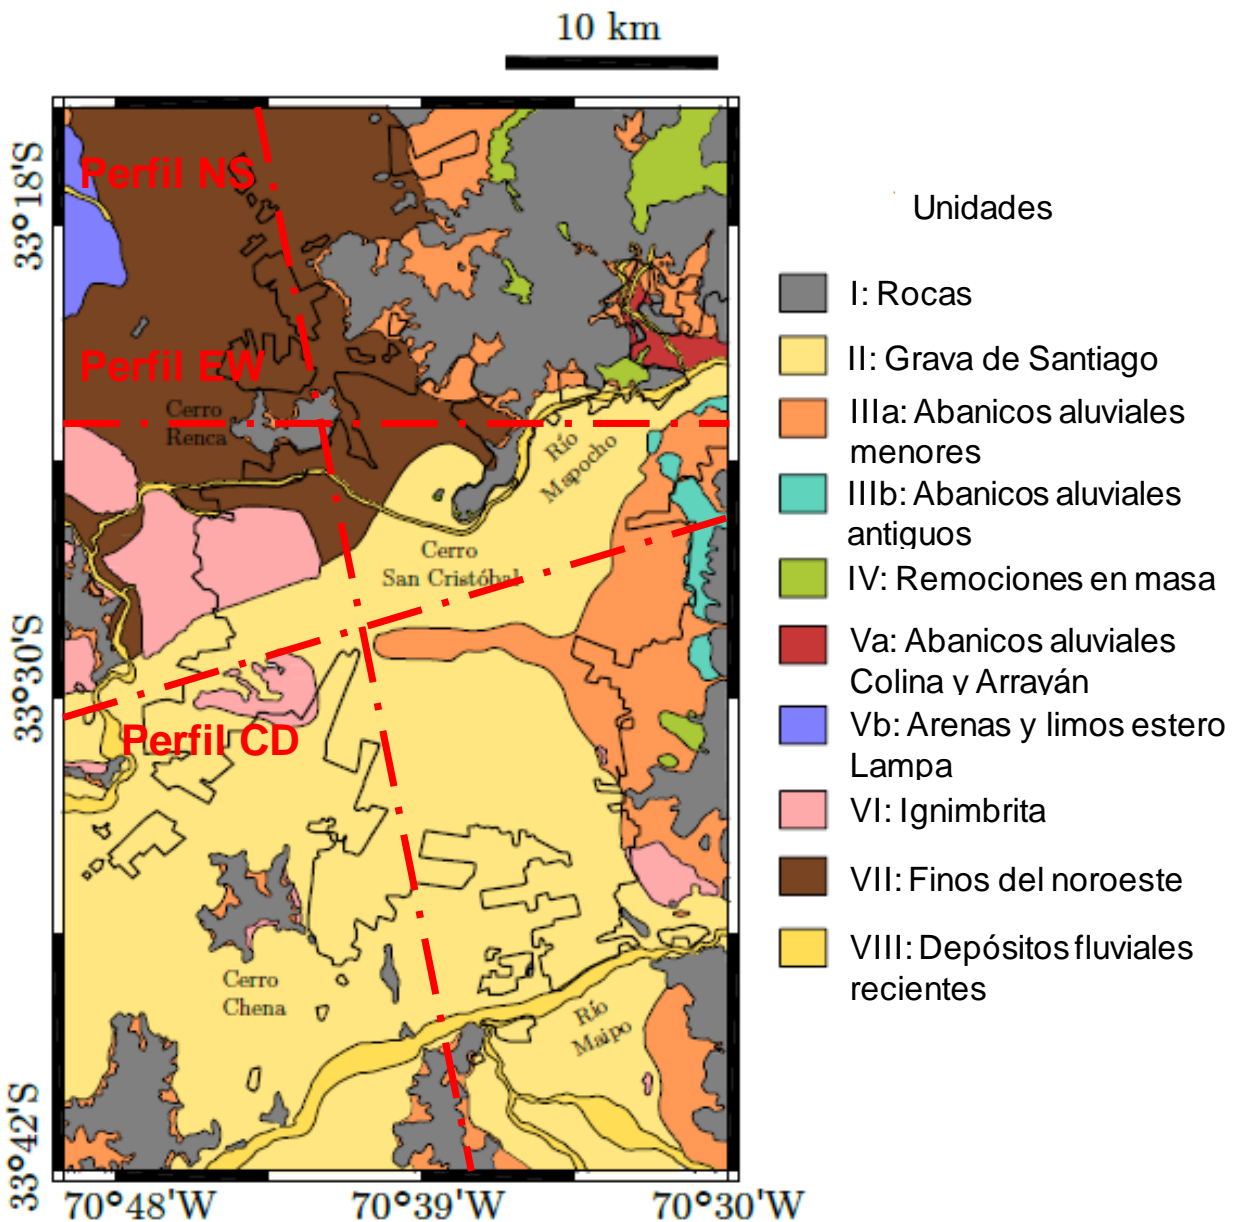 10 km
33°18'S
33°30'S
33°42'S
70°48'W
70°39'W
70°30'W
Perfil NS
Perfil EW
Cerro
Renca
Río
Mapocho
Cerro
San Cristóbal
Perfil CD
Cerro
Chena
Río
Maipo
Unidades
I: Rocas
II: Grava de Santiago
IIIa: Abanicos aluviales
menores
IIIb: Abanicos aluviales
antiguos
IV: Remociones en masa
Va: Abanicos aluviales
Colina y Arrayán
Vb: Arenas y limos estero
Lampa
VI: Ignimbrita
VII: Finos del noroeste
VIII: Depósitos fluviales
recientes